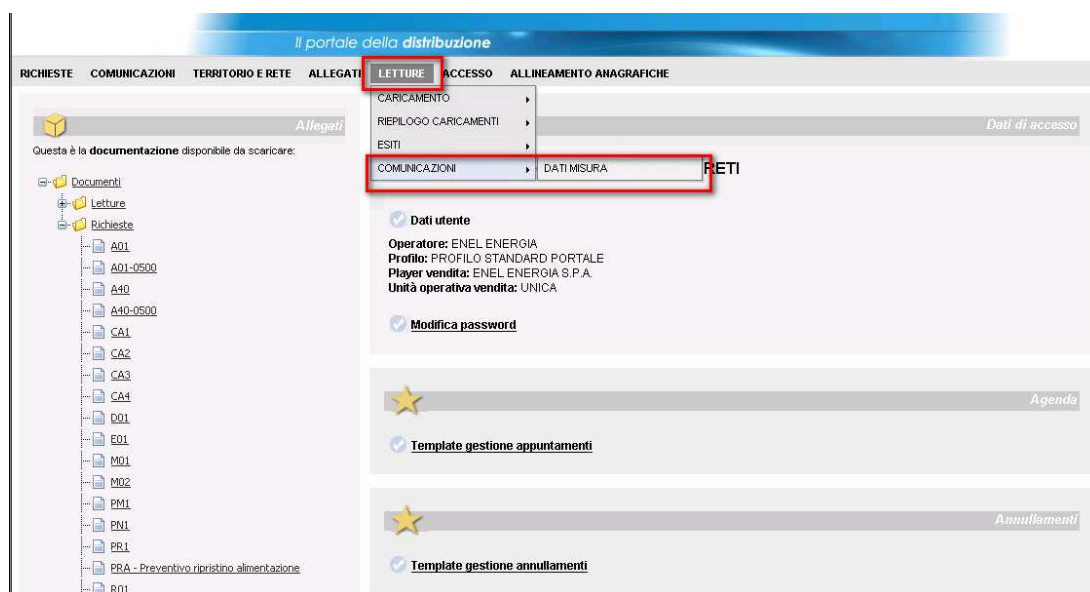 Il portale della distribuzione
RICHIESTE COMUNICAZIONI TERRITORIO E RETE ALLEGATI LETTURE ACCESSO ALLINEAMENTO ANAGRAFICHE
CARICAMENTO
RIEPILOGO CARICAMENTI
ESITI
COMUNICAZIONI DATI MISURA
Allegati
Questa è la documentazione disponibile da scaricare:
Documenti
Letture
Richieste
A01
A01-0500
A40
A40-0500
CA1
CA2
CA3
CA4
D01
E01
M01
M02
PM1
PN1
PR1
PRA - Preventivo ripristino alimentazione
R01
Dati di accesso
RETI
Dati utente
Operatore: ENEL ENERGIA
Profilo: PROFILO STANDARD PORTALE
Player vendita: ENEL ENERGIA S.P.A.
Unità operativa vendita: UNICA
Modifica password
Agenda
Template gestione appuntamenti
Annullamenti
Template gestione annullamenti